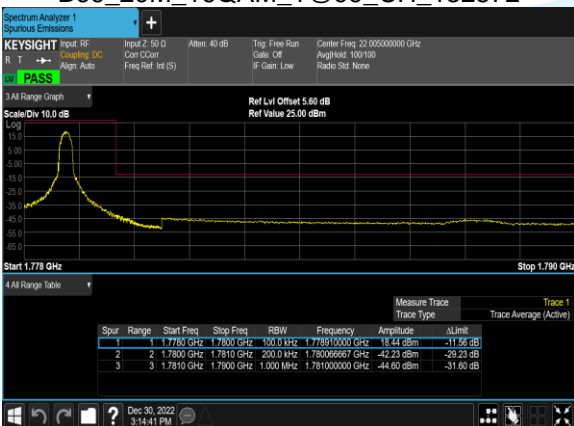 Spectrum Analyzer 1
Spurious Emissions
KEYSIGHT Input: RF Input Z: 50 Ω Atten: 40 dB Trig: Free Run Center Freq: 22.005000000 GHz
R T Coupling: DC Corr CCorr Gate: Off Avg|Hold: 100/100
Align: Auto Freq Ref: Int (S) IF Gain: Low Radio Std: None
PASS
3 All Range Graph
Ref Lvl Offset 5.60 dB
Scale/Div 10.0 dB Ref Value 25.00 dBm
Log
15.0
5.00
-5.00
-15.0
-25.0
-35.0
-45.0
-55.0
-65.0
Start 1.778 GHz Stop 1.790 GHz
4 All Range Table
Measure Trace Trace 1
Trace Type Trace Average (Active)
Spur Range Start Freq Stop Freq RBW Frequency Amplitude ΔLimit
1 1 1.7780 GHz 1.7800 GHz 100.0 kHz 1.778910000 GHz 18.44 dBm -11.56 dB
2 2 1.7800 GHz 1.7810 GHz 200.0 kHz 1.780066667 GHz -42.23 dBm -29.23 dB
3 3 1.7810 GHz 1.7900 GHz 1.000 MHz 1.781000000 GHz -44.60 dBm -31.60 dB
Dec 30, 2022
3:14:41 PM